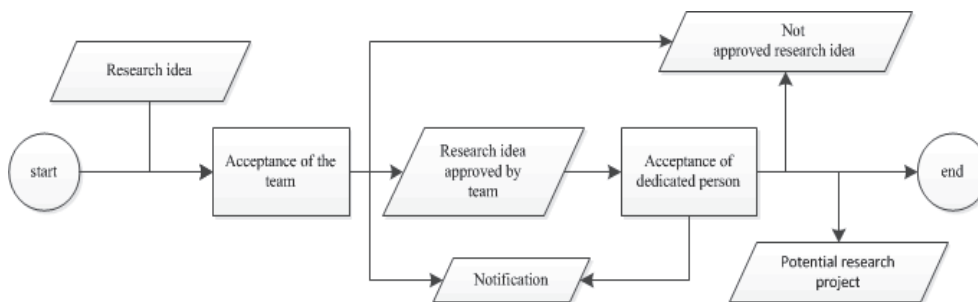 Research idea
Not
approved research idea
start
Acceptance of the
team
Research idea
approved by
team
Acceptance of
dedicated person
end
Notification
Potential research
project